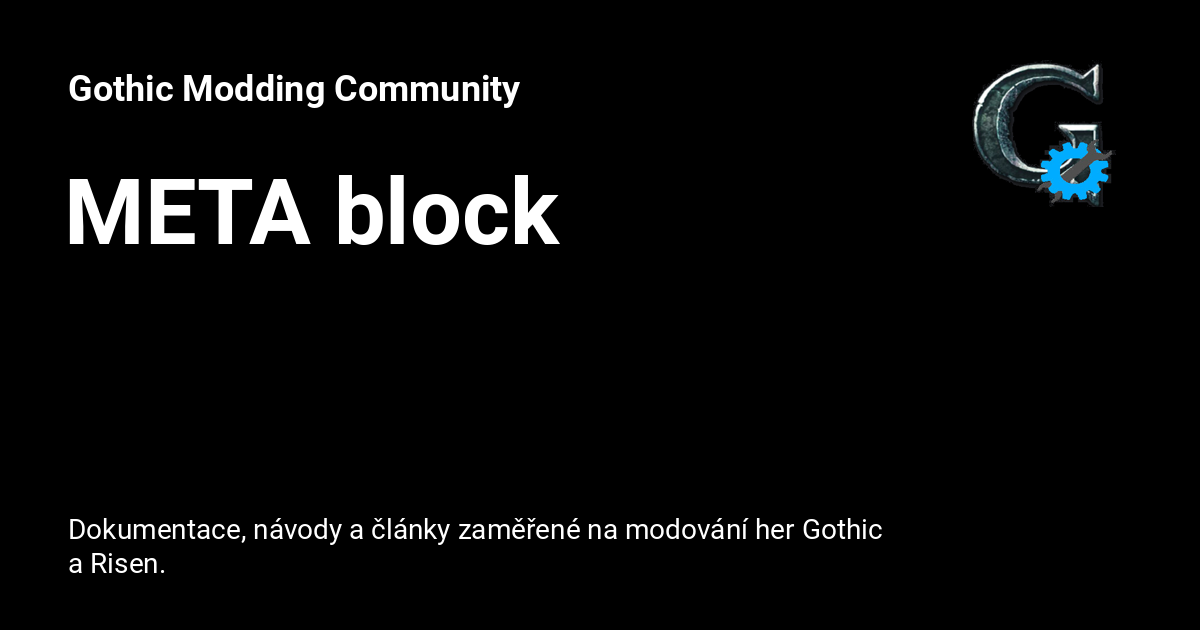 Gothic Modding Community
META block
Dokumentace, návody a články zaměřené na modování her Gothic
a Risen.